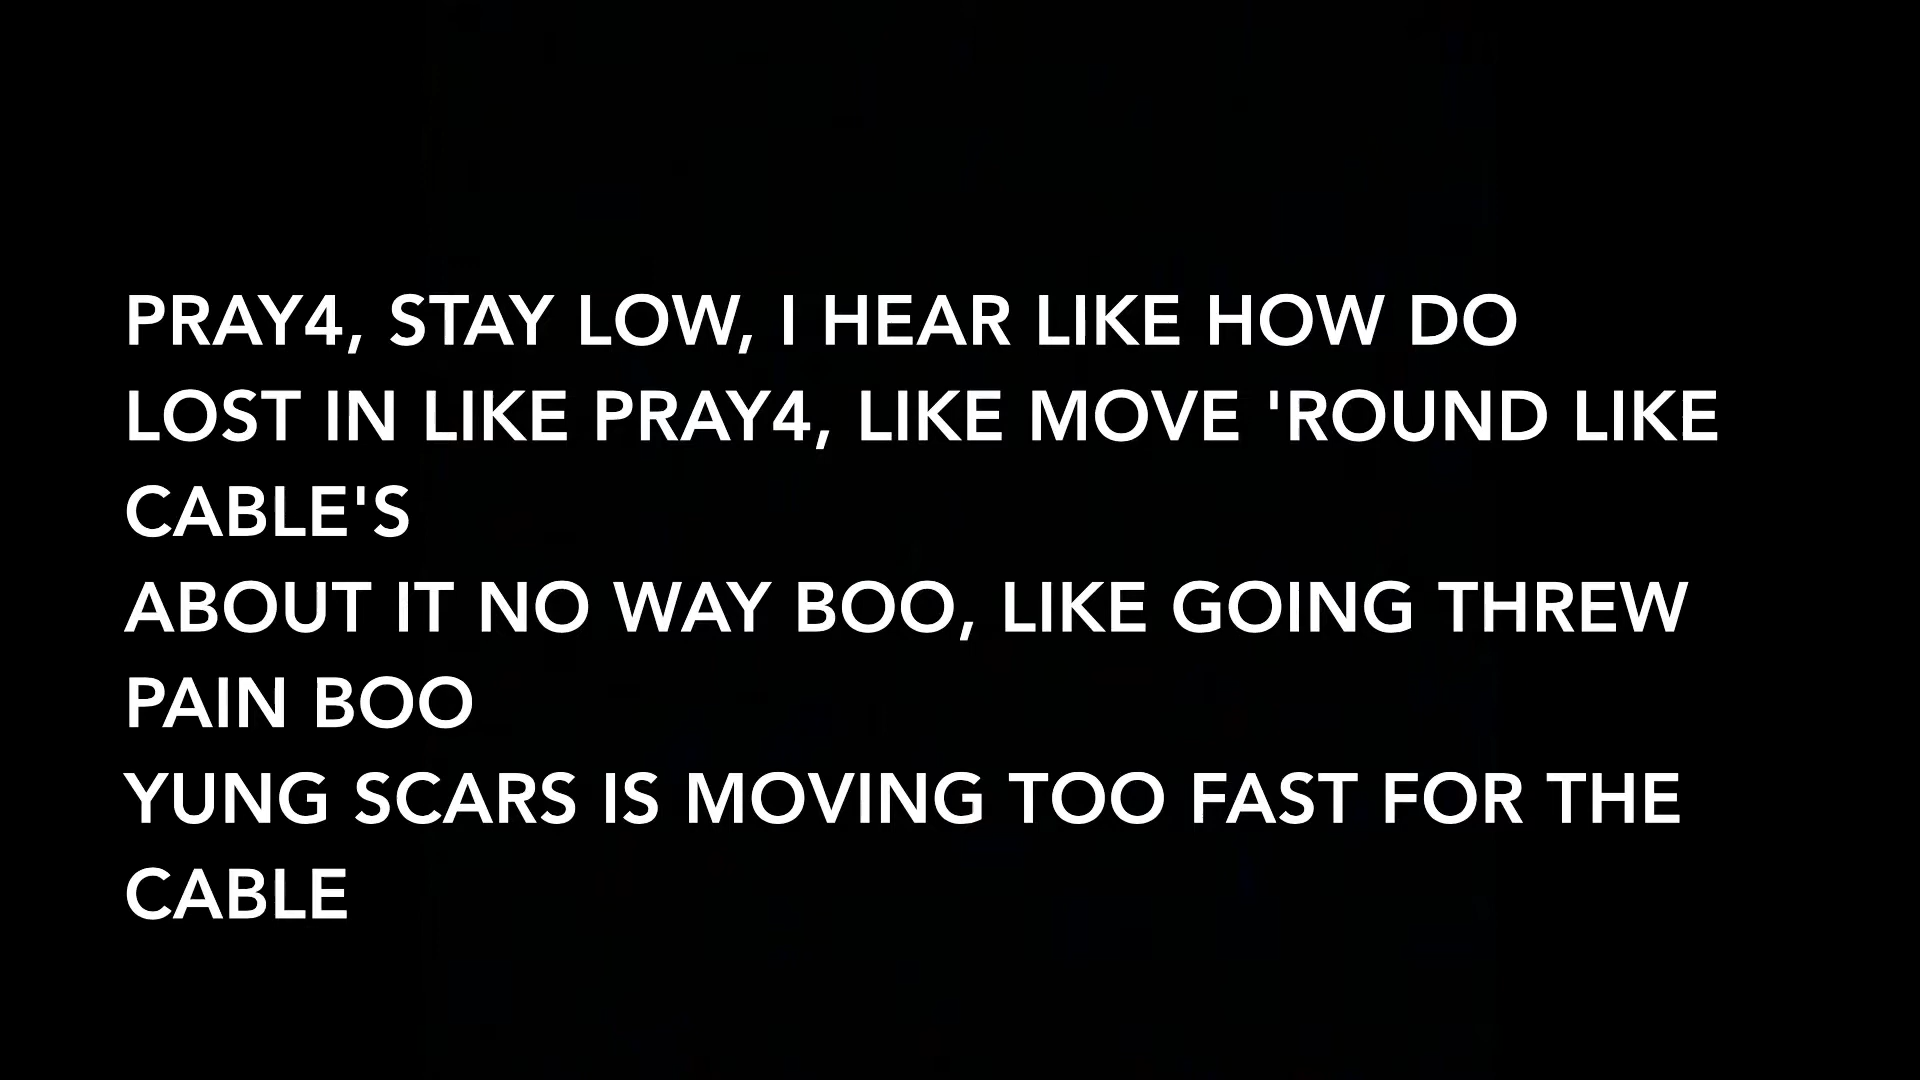 PRAY4, STAY LOW, I HEAR LIKE HOW DO
LOST IN LIKE PRAY4, LIKE MOVE 'ROUND LIKE
CABLE'S
ABOUT IT NO WAY BOO, LIKE GOING THREW
PAIN BOO
YUNG SCARS IS MOVING TOO FAST FOR THE
CABLE